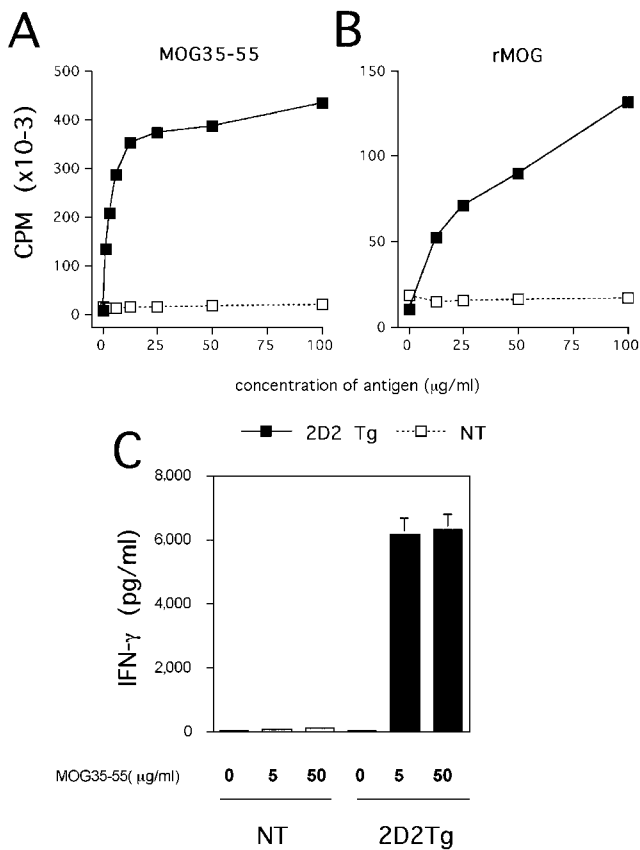 A
MOG35-55
B
rMOG
CPM (x10-3)
500
400
300
200
100
0
0 25 50 75 100
150
100
50
0
0 25 50 75 100
concentration of antigen (µg/ml)
2D2 Tg NT
C
IFN-γ (pg/ml)
8,000
6,000
4,000
2,000
0
MOG35-55( µg/ml) 0 5 50 0 5 50
NT 2D2Tg